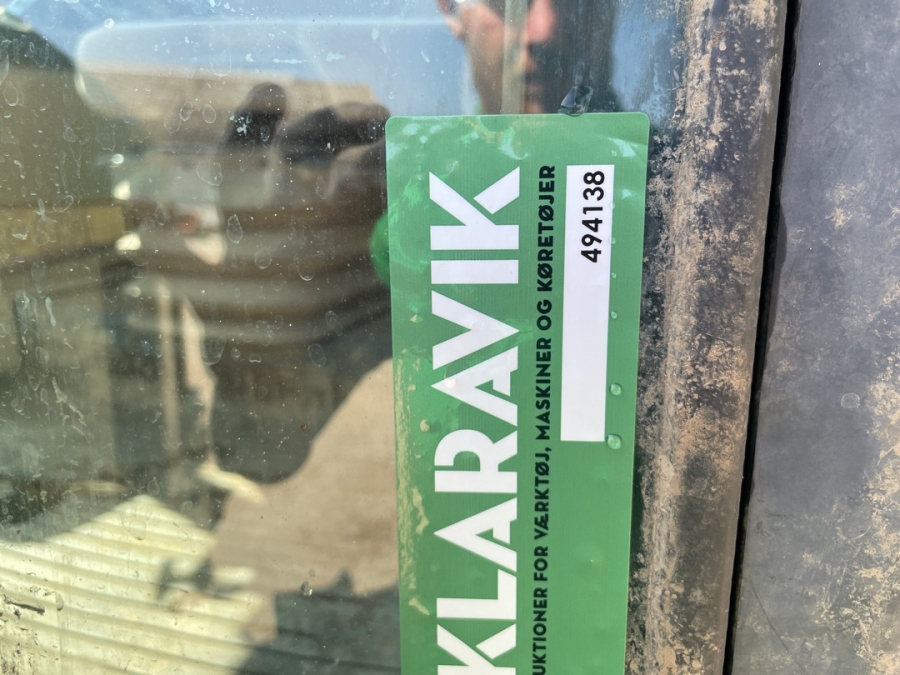 KLARAVIK
UKTIONER FOR VÆRKTØJ, MASKINER OG KØRETØJER
494138